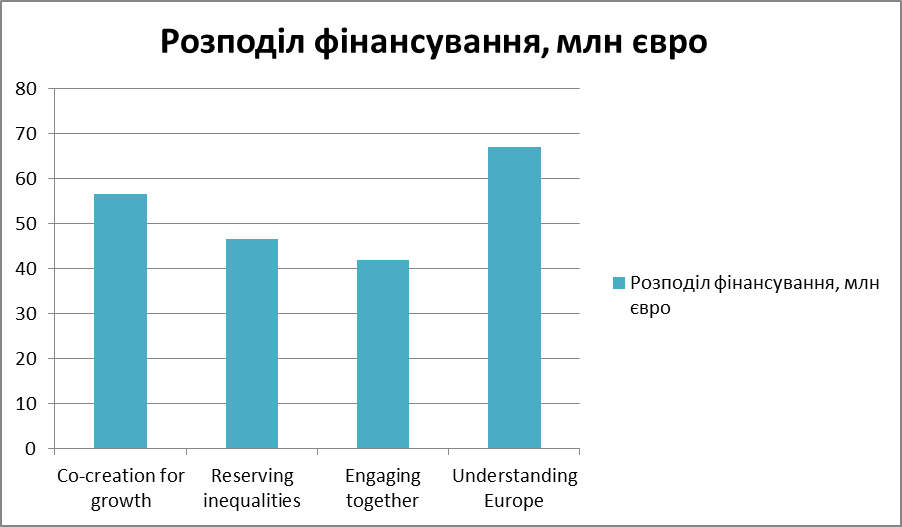 Розподіл фінансування, млн євро
80
70
60
50
40
30
20
10
0
Co-creation for
growth
Reserving
inequalities
Engaging
together
Understanding
Europe
Розподіл фінансування, млн
євро